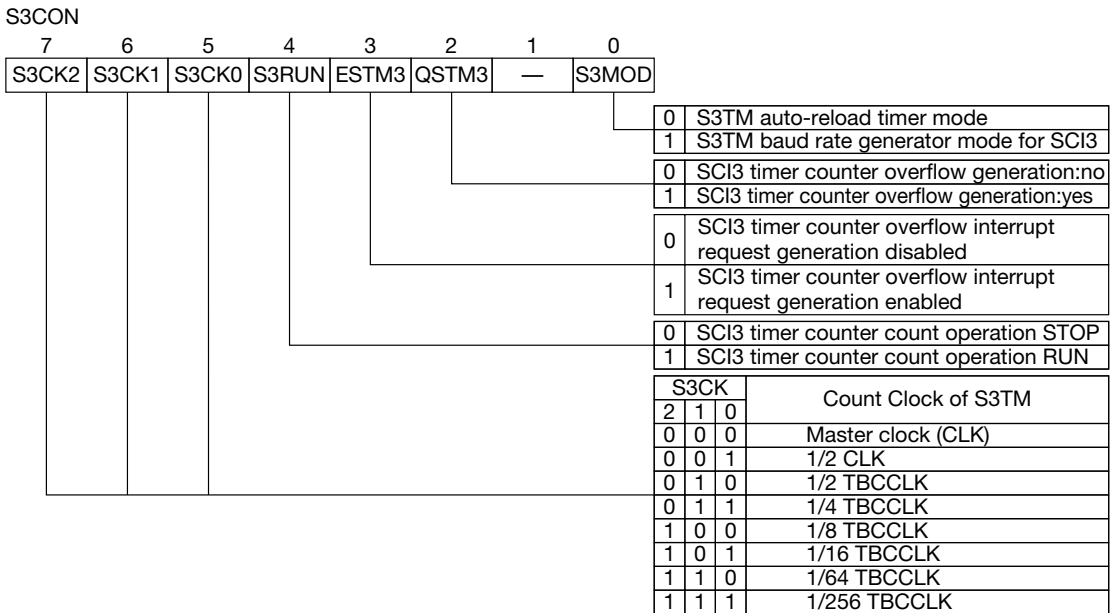 S3CON
7 6 5 4 3 2 1 0
S3CK2 S3CK1 S3CK0 S3RUN ESTM3 QSTM3 — S3MOD
0 S3TM auto-reload timer mode
1 S3TM baud rate generator mode for SCI3
0 SCI3 timer counter overflow generation:no
1 SCI3 timer counter overflow generation:yes
0 SCI3 timer counter overflow interrupt
request generation disabled
1 SCI3 timer counter overflow interrupt
request generation enabled
0 SCI3 timer counter count operation STOP
1 SCI3 timer counter count operation RUN
S3CK Count Clock of S3TM
2 1 0
0 0 0 Master clock (CLK)
0 0 1 1/2 CLK
0 1 0 1/2 TBCCLK
0 1 1 1/4 TBCCLK
1 0 0 1/8 TBCCLK
1 0 1 1/16 TBCCLK
1 1 0 1/64 TBCCLK
1 1 1 1/256 TBCCLK